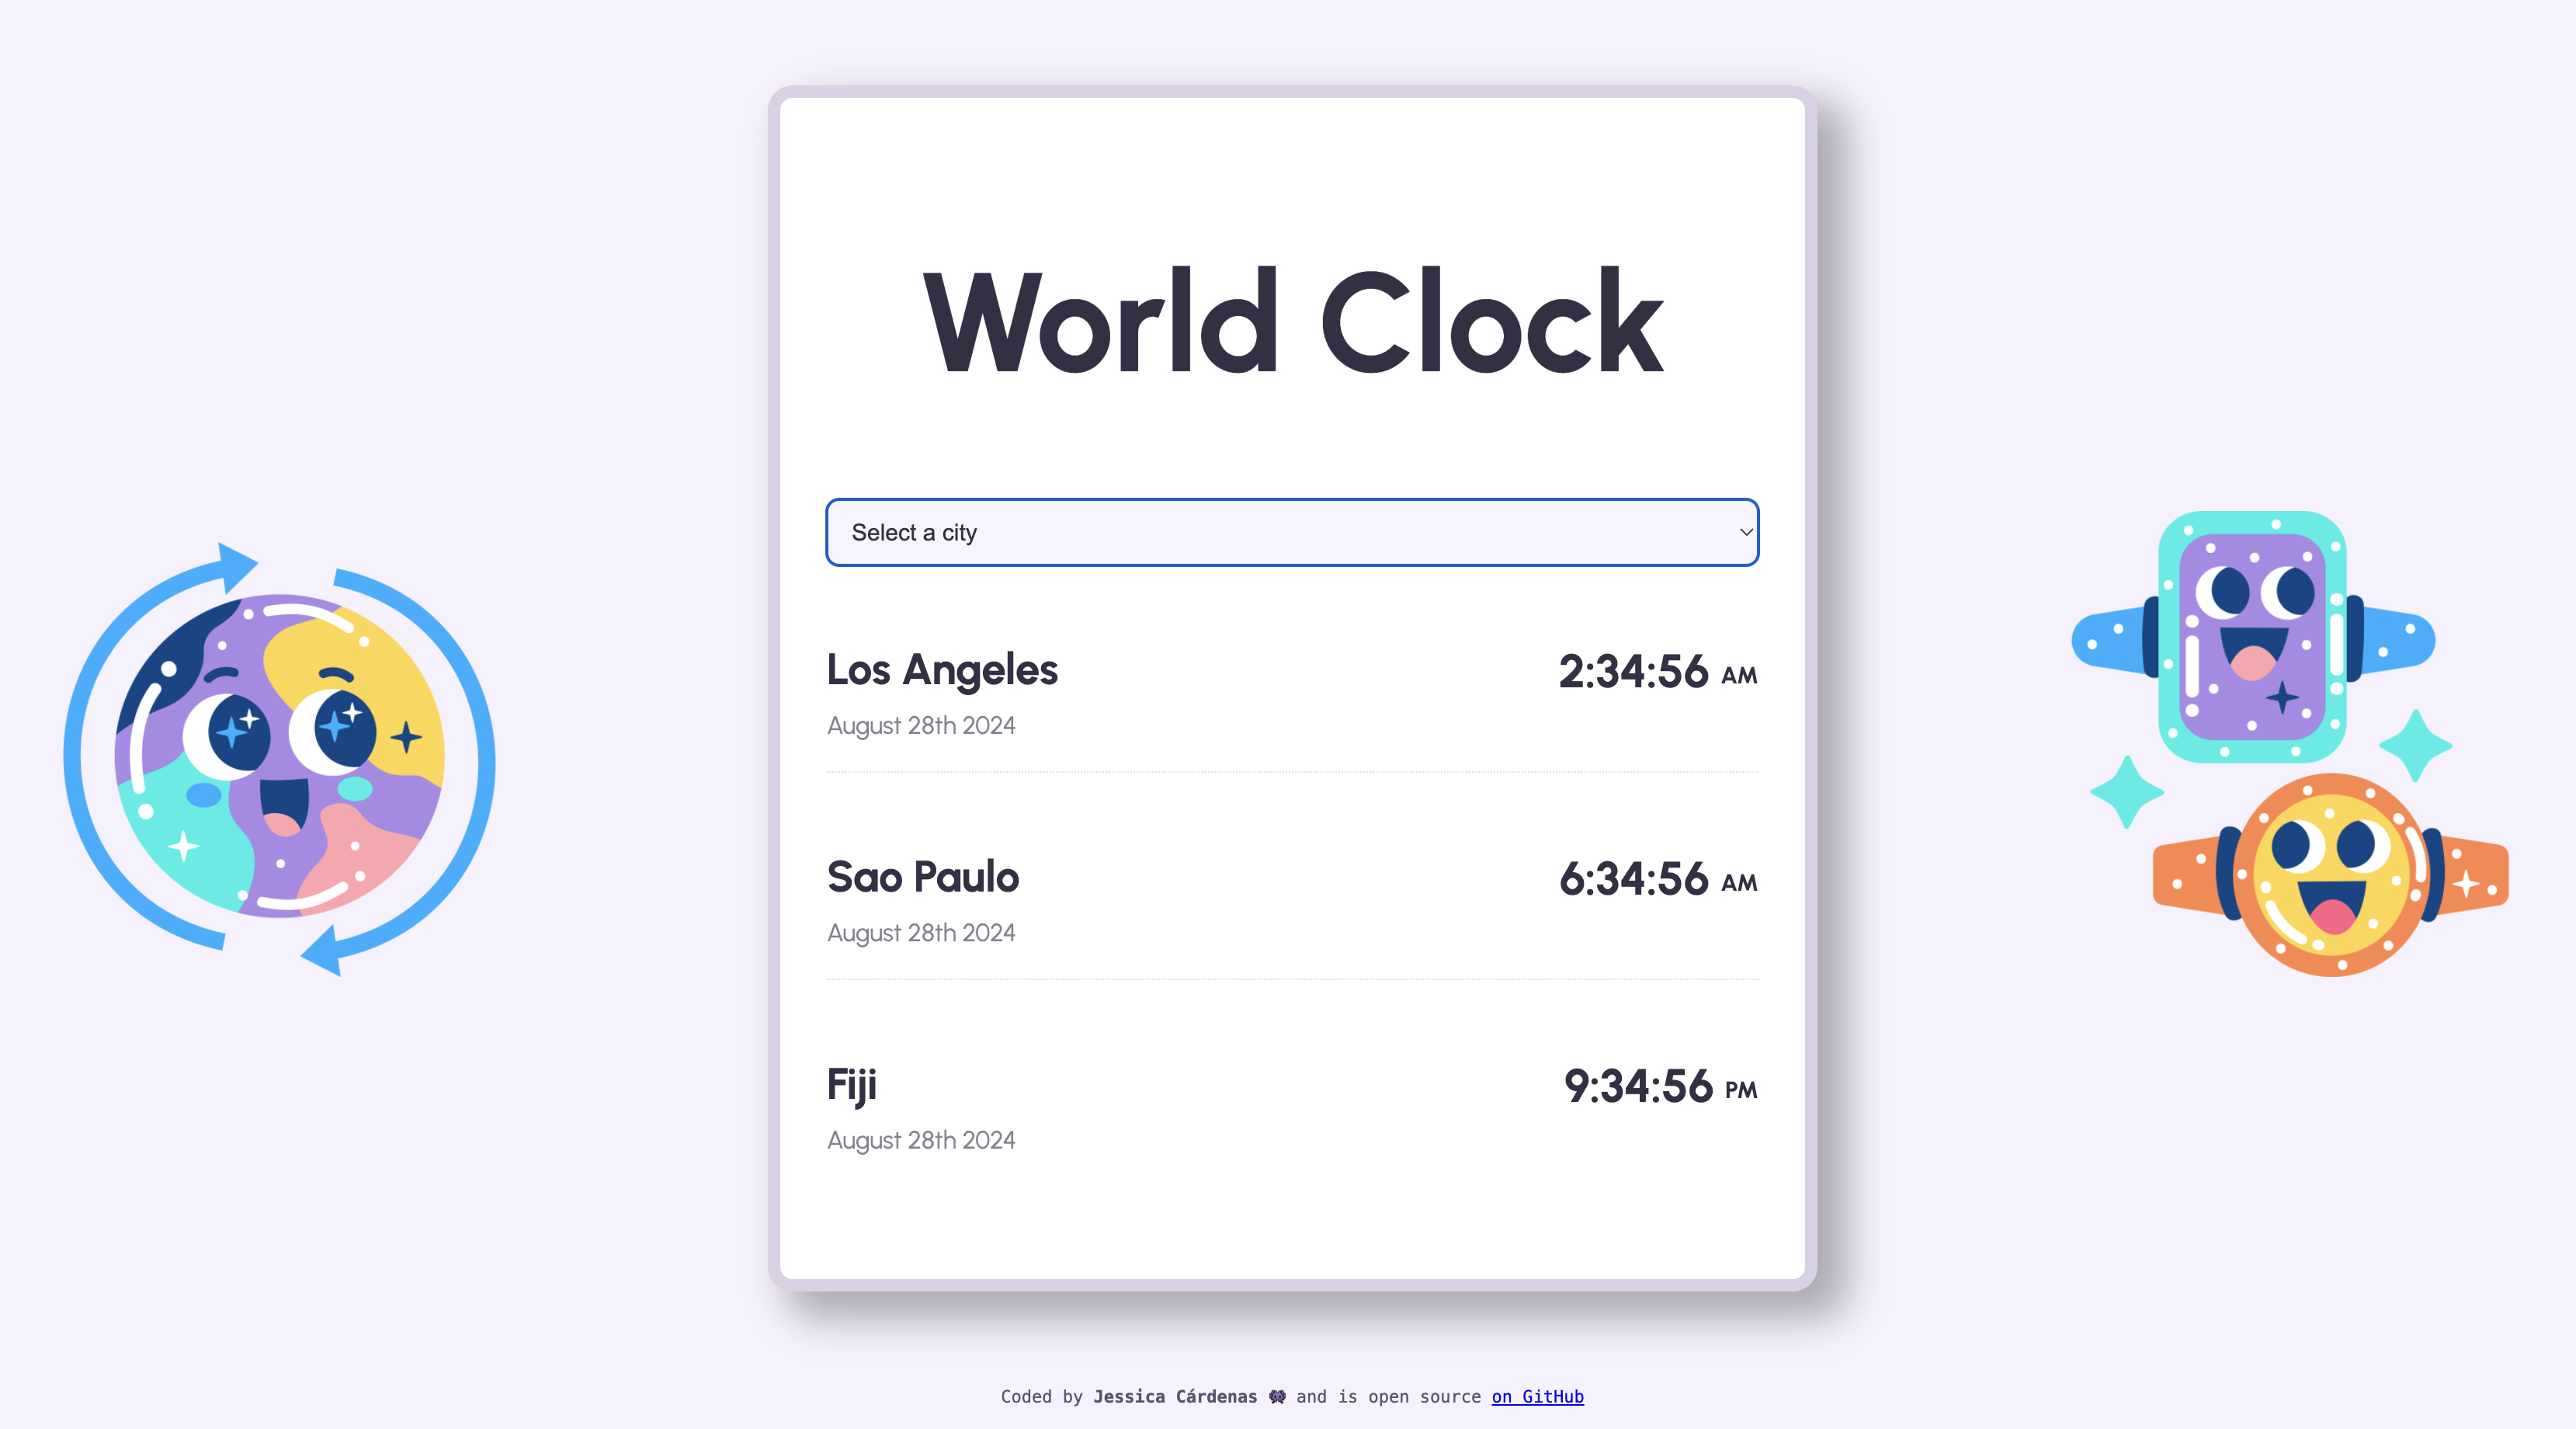 World Clock
Select a city
Los Angeles 2:34:56 AM
August 28th 2024
Sao Paulo 6:34:56 AM
August 28th 2024
Fiji 9:34:56 PM
August 28th 2024
Coded by Jessica Cárdenas 👾 and is open source on GitHub